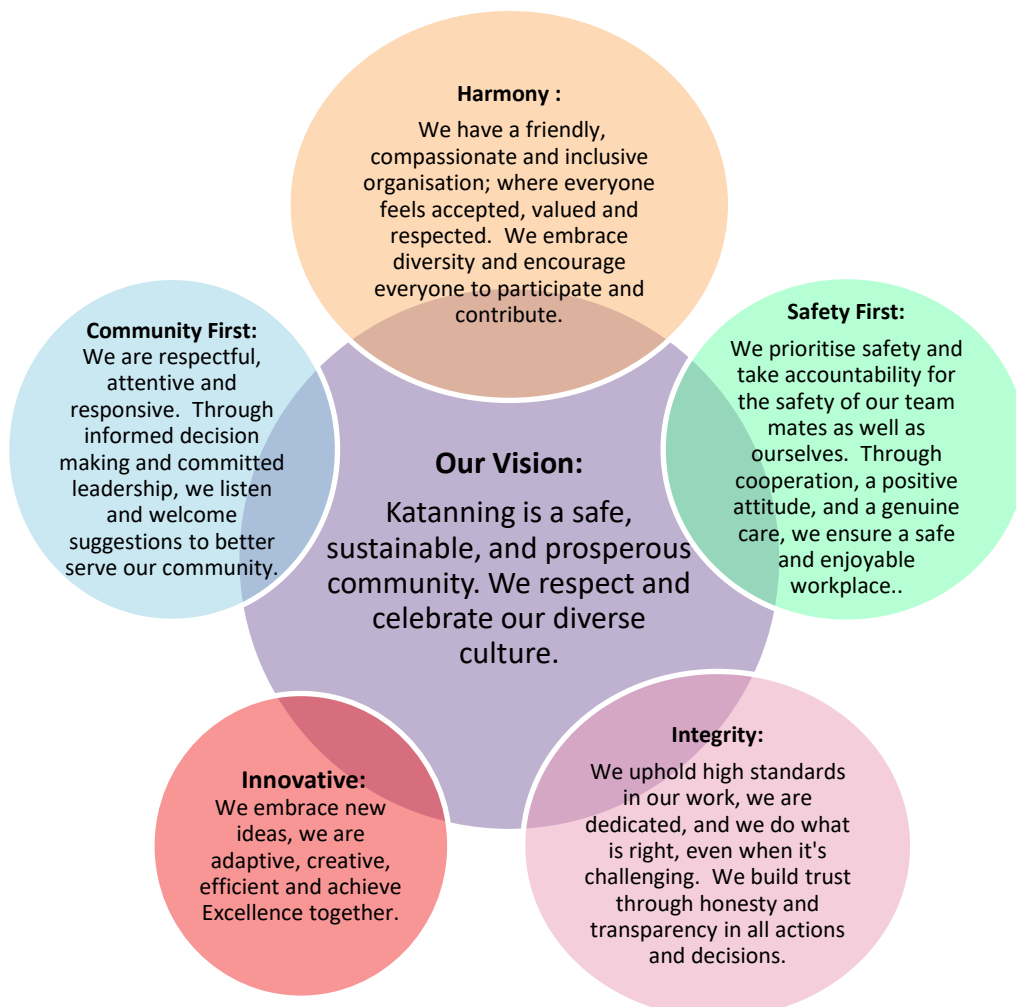 Harmony :
We have a friendly,
compassionate and inclusive
organisation; where everyone
feels accepted, valued and
respected.  We embrace
diversity and encourage
everyone to participate and
contribute.
Community First:
We are respectful,
attentive and
responsive.  Through
informed decision
making and committed
leadership, we listen
and welcome
suggestions to better
serve our community.
Safety First:
We prioritise safety and
take accountability for
the safety of our team
mates as well as
ourselves.  Through
cooperation, a positive
attitude, and a genuine
care, we ensure a safe
and enjoyable
workplace..
Our Vision:
Katanning is a safe,
sustainable, and prosperous
community. We respect and
celebrate our diverse
culture.
Innovative:
We embrace new
ideas, we are
adaptive, creative,
efficient and achieve
Excellence together.
Integrity:
We uphold high standards
in our work, we are
dedicated, and we do what
is right, even when it's
challenging.  We build trust
through honesty and
transparency in all actions
and decisions.